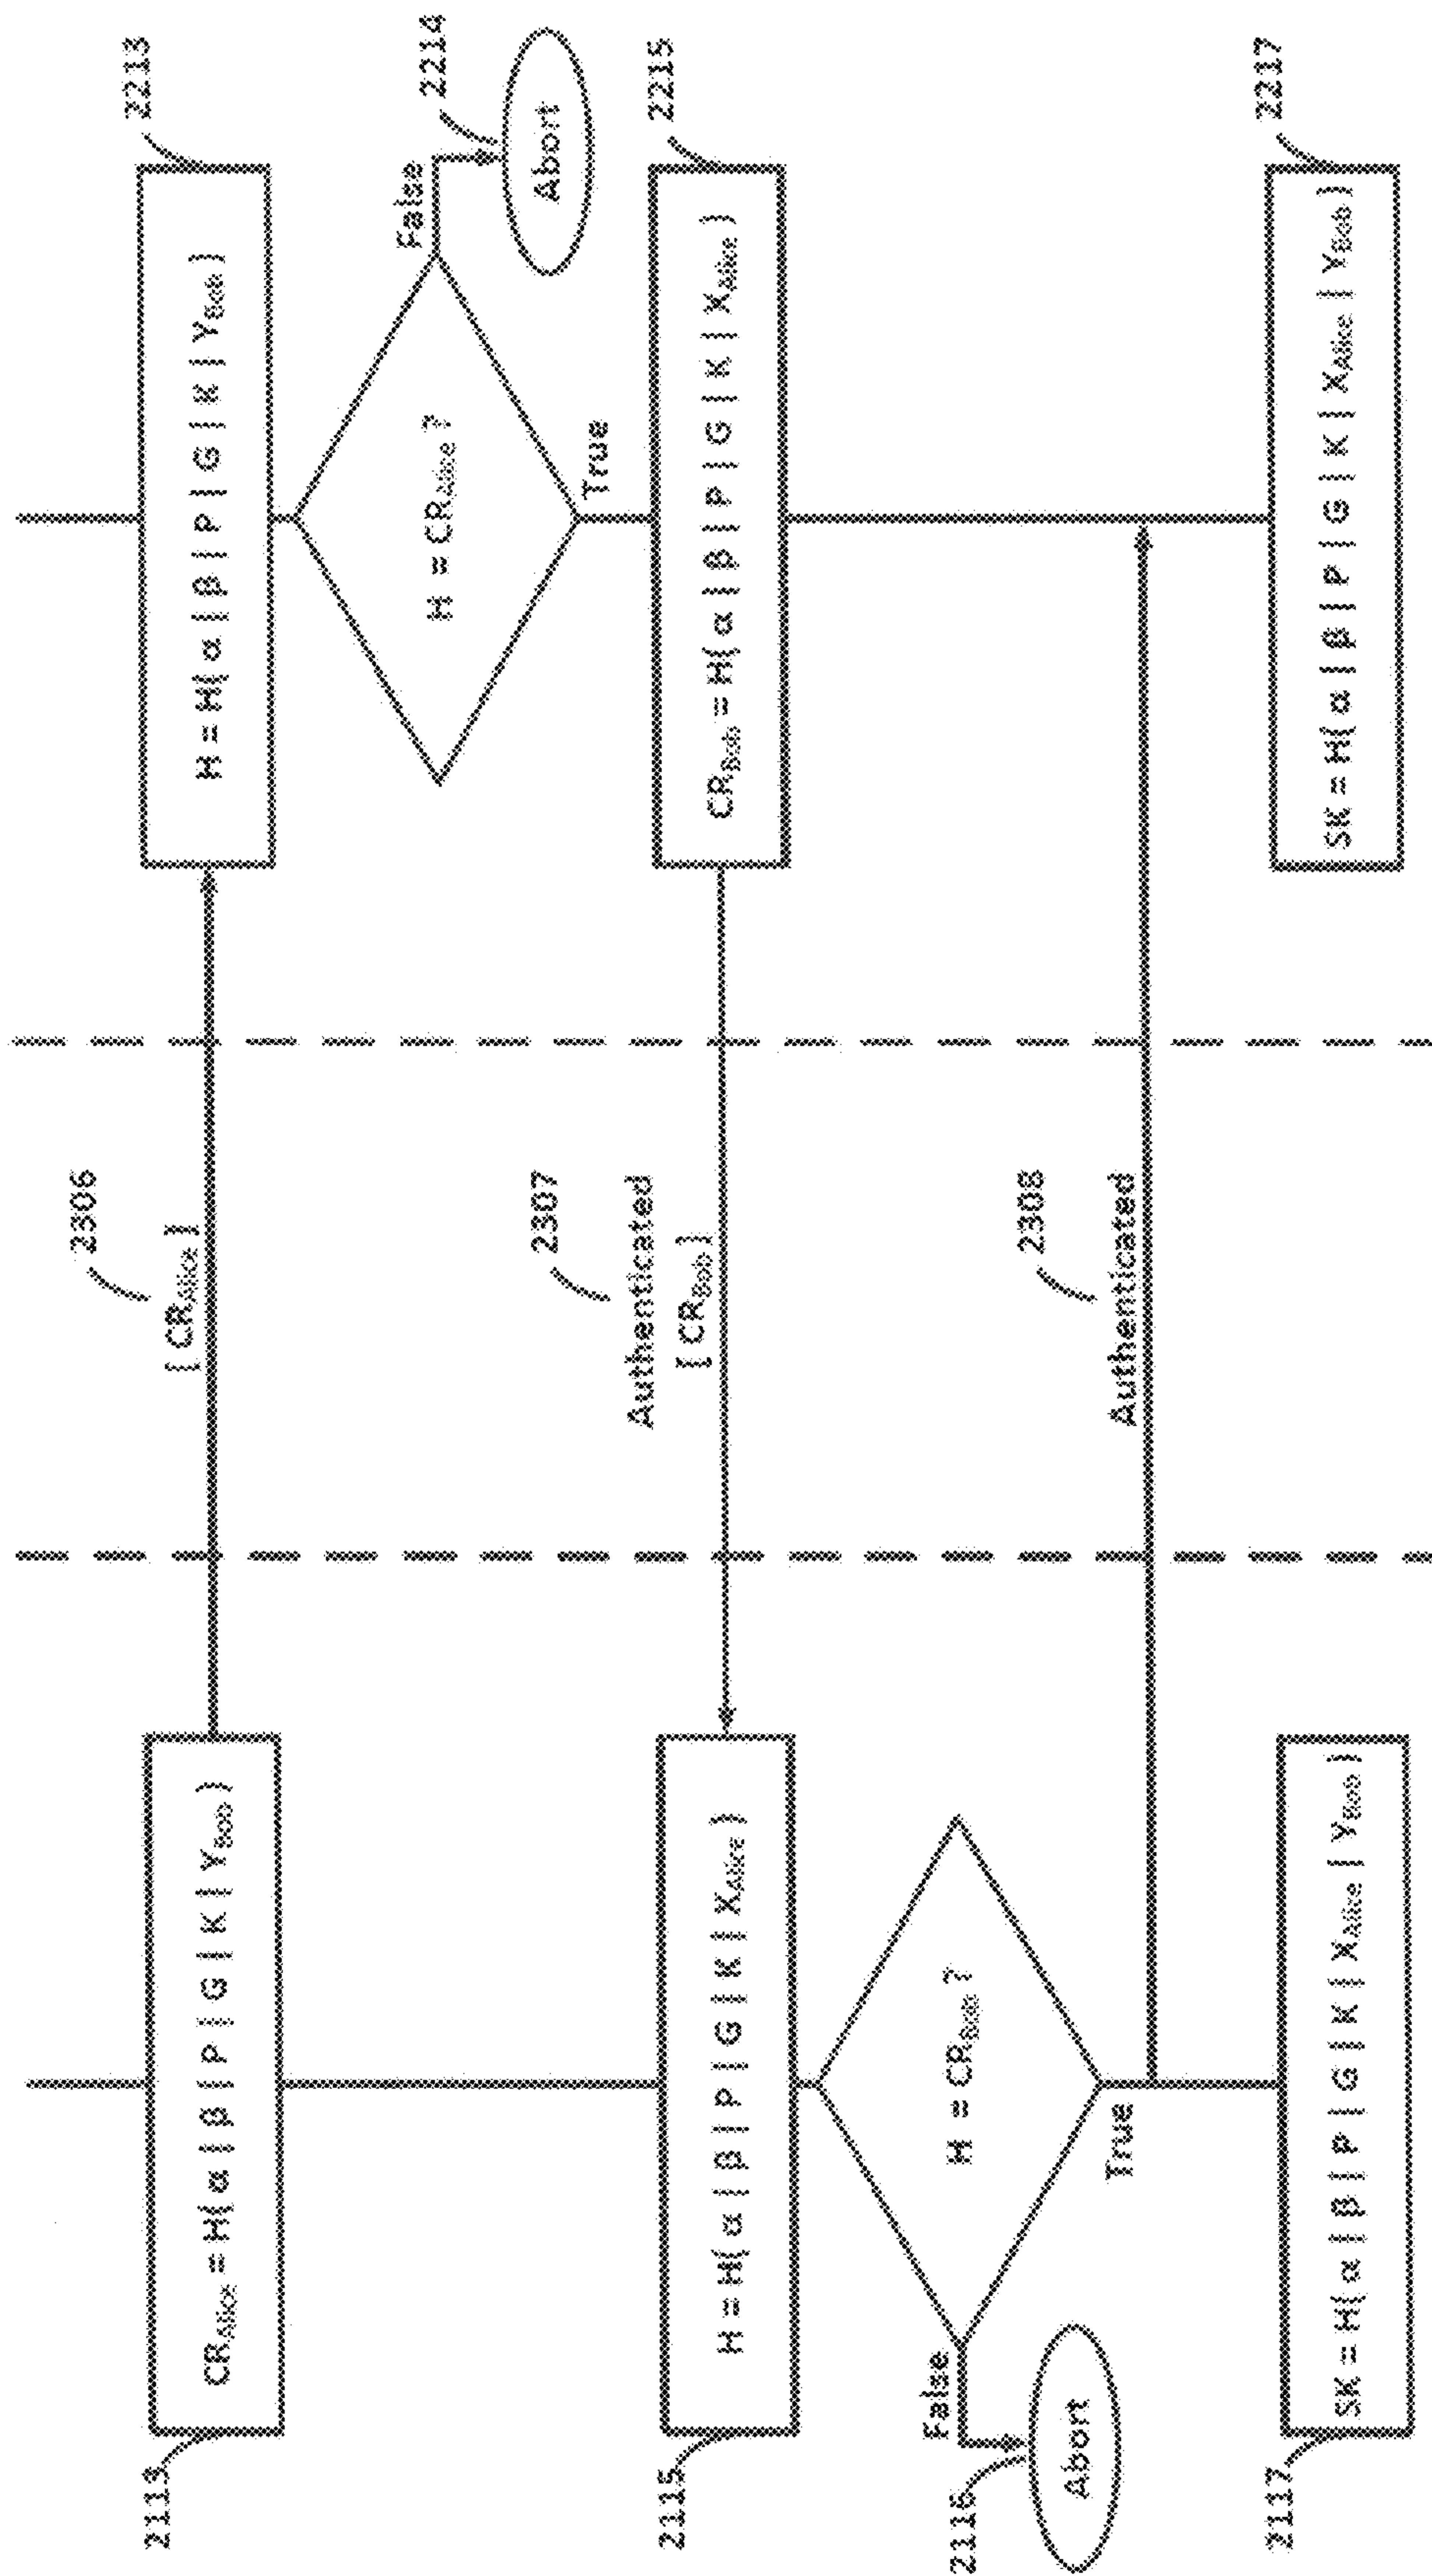 2113
CR_Alice = H( α | β | P | G | K | Y_Bob )
2306
[ CR_Alice ]
2213
H = H( α | β | P | G | K | Y_Bob )
H = CR_Alice ?
False
2214
Abort
True
2307
Authenticated
[ CR_Bob ]
2215
CR_Bob = H( α | β | P | G | K | X_Alice )
2115
H = H( α | β | P | G | K | X_Alice )
H = CR_Bob ?
False
2116
Abort
True
2308
Authenticated
2117
SK = H( α | β | P | G | K | X_Alice | Y_Bob )
2217
SK = H( α | β | P | G | K | X_Alice | Y_Bob )